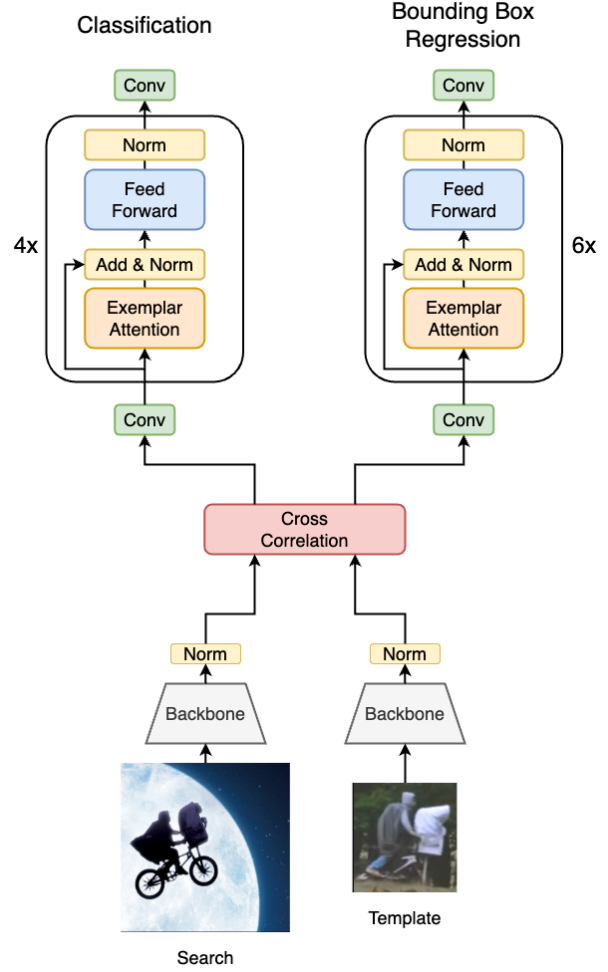 Classification
Bounding Box
Regression
Conv
Conv
Norm
Norm
Feed
Forward
Feed
Forward
4x
6x
Add & Norm
Add & Norm
Exemplar
Attention
Exemplar
Attention
Conv
Conv
Cross
Correlation
Norm
Norm
Backbone
Backbone
Template
Search